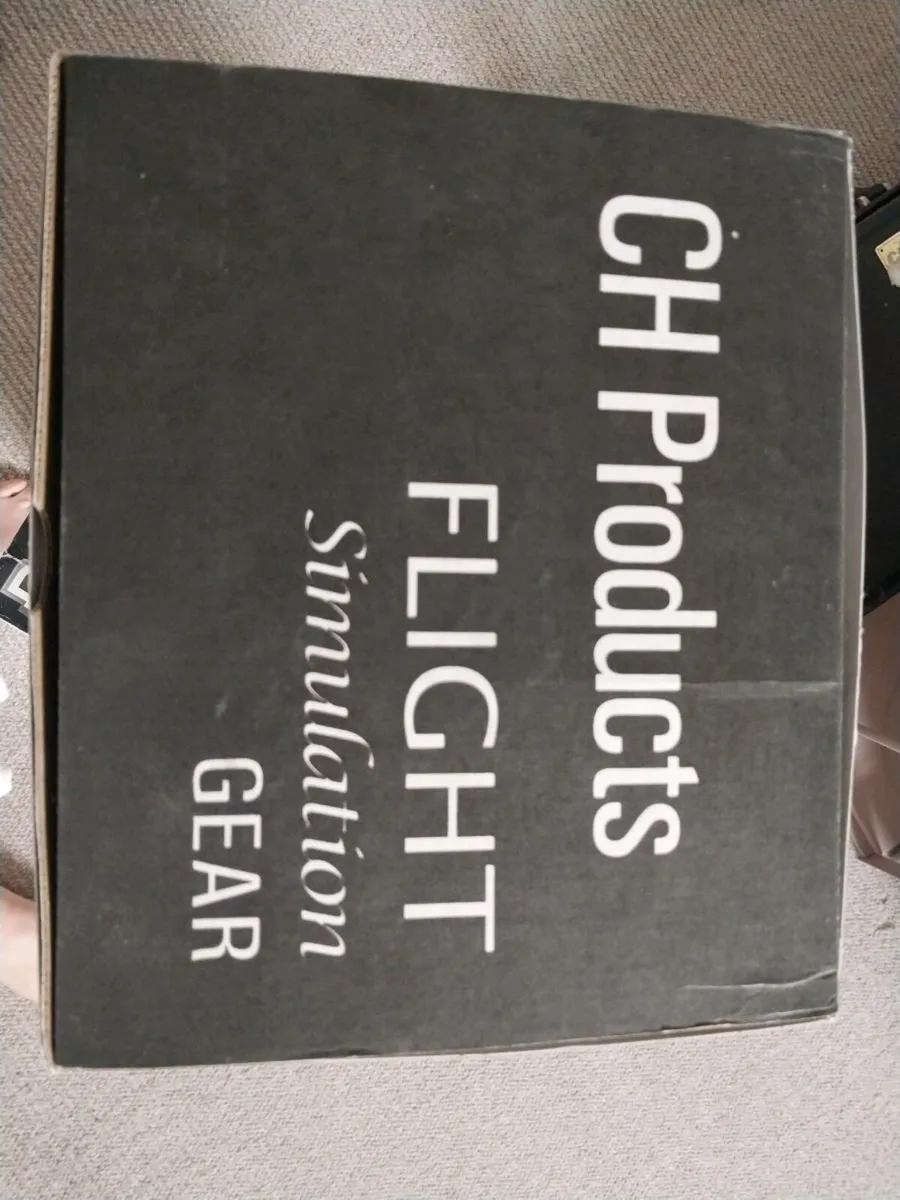 CH Products
FLIGHT
Simulation
GEAR